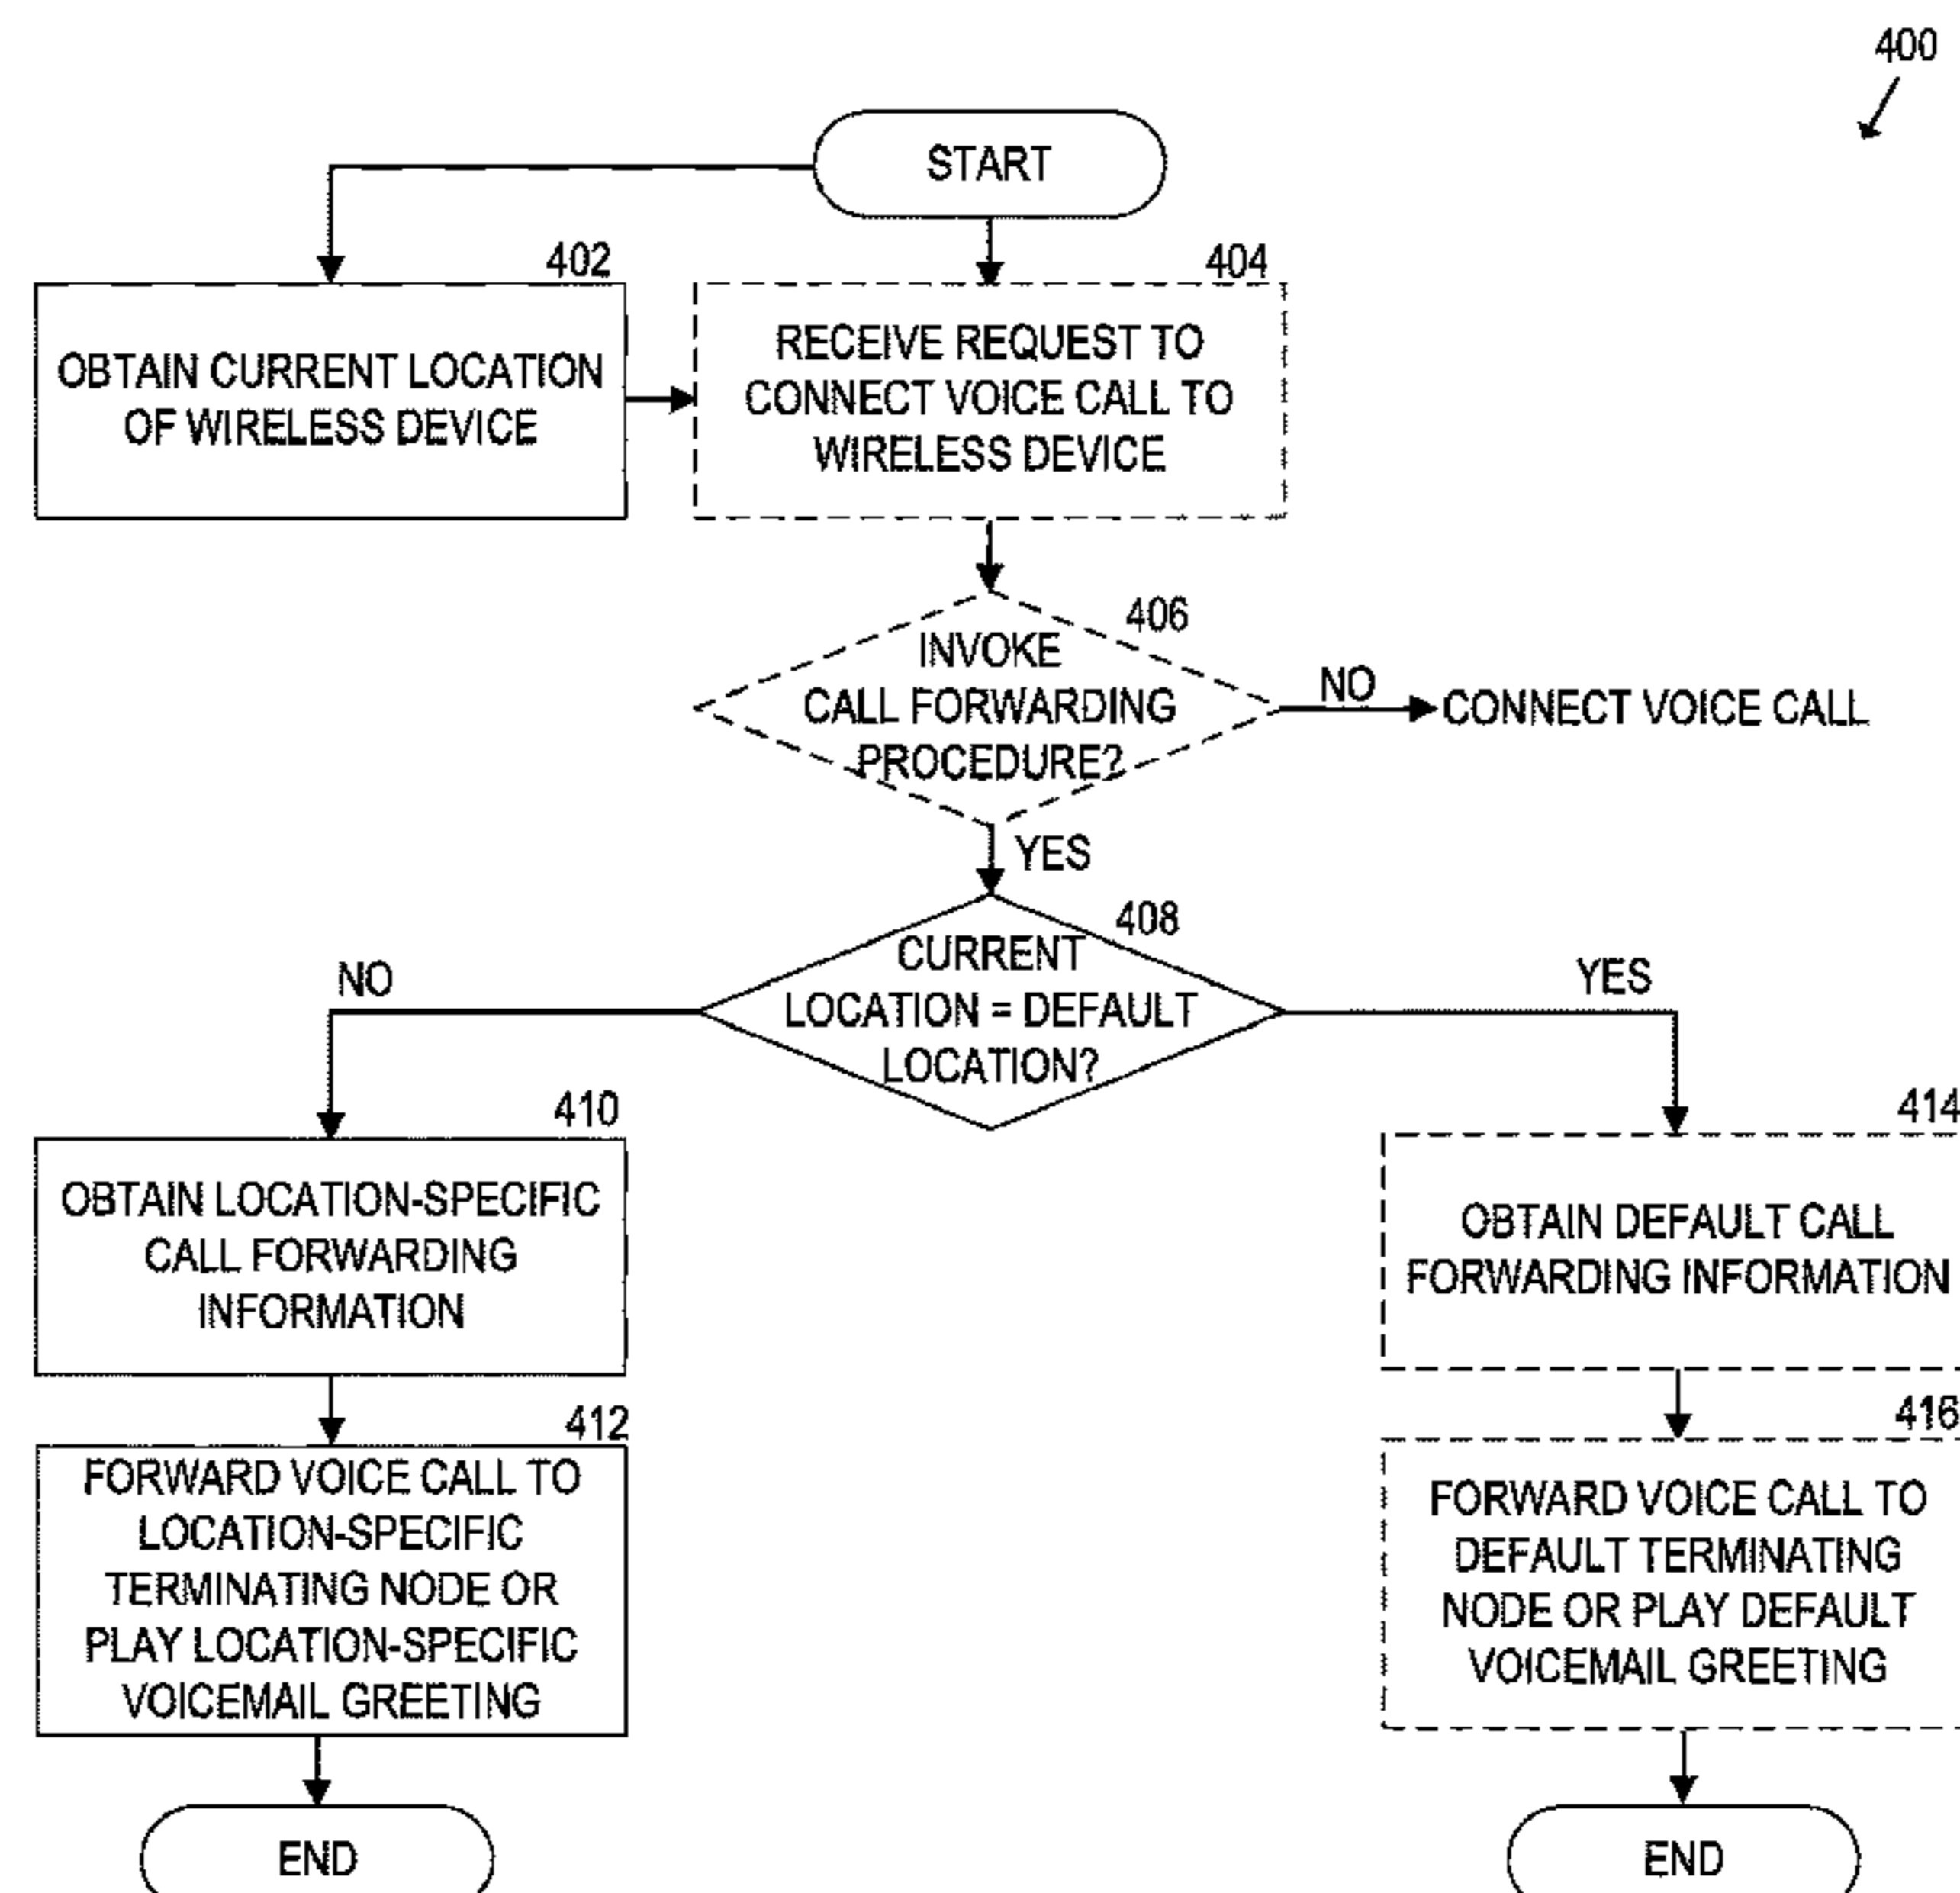 400
START
402
OBTAIN CURRENT LOCATION
OF WIRELESS DEVICE
404
RECEIVE REQUEST TO
CONNECT VOICE CALL TO
WIRELESS DEVICE
406
INVOKE
CALL FORWARDING
PROCEDURE?
NO
CONNECT VOICE CALL
YES
408
CURRENT
LOCATION = DEFAULT
LOCATION?
NO
YES
410
OBTAIN LOCATION-SPECIFIC
CALL FORWARDING
INFORMATION
412
FORWARD VOICE CALL TO
LOCATION-SPECIFIC
TERMINATING NODE OR
PLAY LOCATION-SPECIFIC
VOICEMAIL GREETING
END
414
OBTAIN DEFAULT CALL
FORWARDING INFORMATION
416
FORWARD VOICE CALL TO
DEFAULT TERMINATING
NODE OR PLAY DEFAULT
VOICEMAIL GREETING
END